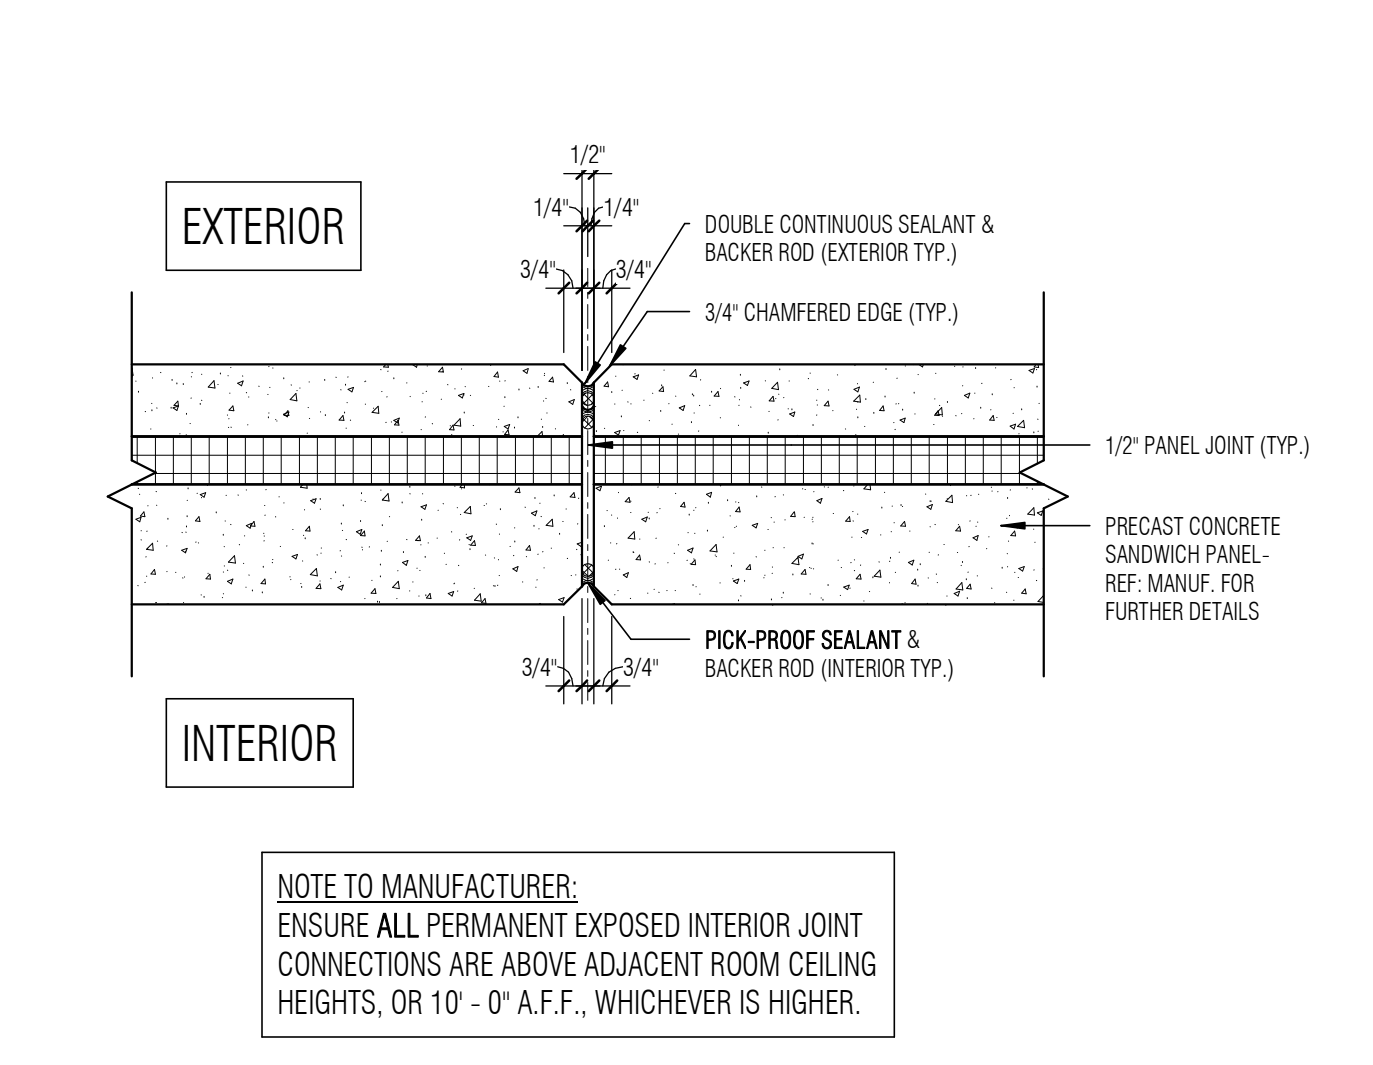 1/2"
1/4" 1/4"
3/4" 3/4"
EXTERIOR
DOUBLE CONTINUOUS SEALANT &
BACKER ROD (EXTERIOR TYP.)
3/4" CHAMFERED EDGE (TYP.)
1/2" PANEL JOINT (TYP.)
PRECAST CONCRETE
SANDWICH PANEL-
REF: MANUF. FOR
FURTHER DETAILS
PICK-PROOF SEALANT &
BACKER ROD (INTERIOR TYP.)
3/4" 3/4"
INTERIOR
NOTE TO MANUFACTURER:
ENSURE ALL PERMANENT EXPOSED INTERIOR JOINT
CONNECTIONS ARE ABOVE ADJACENT ROOM CEILING
HEIGHTS, OR 10' - 0" A.F.F., WHICHEVER IS HIGHER.